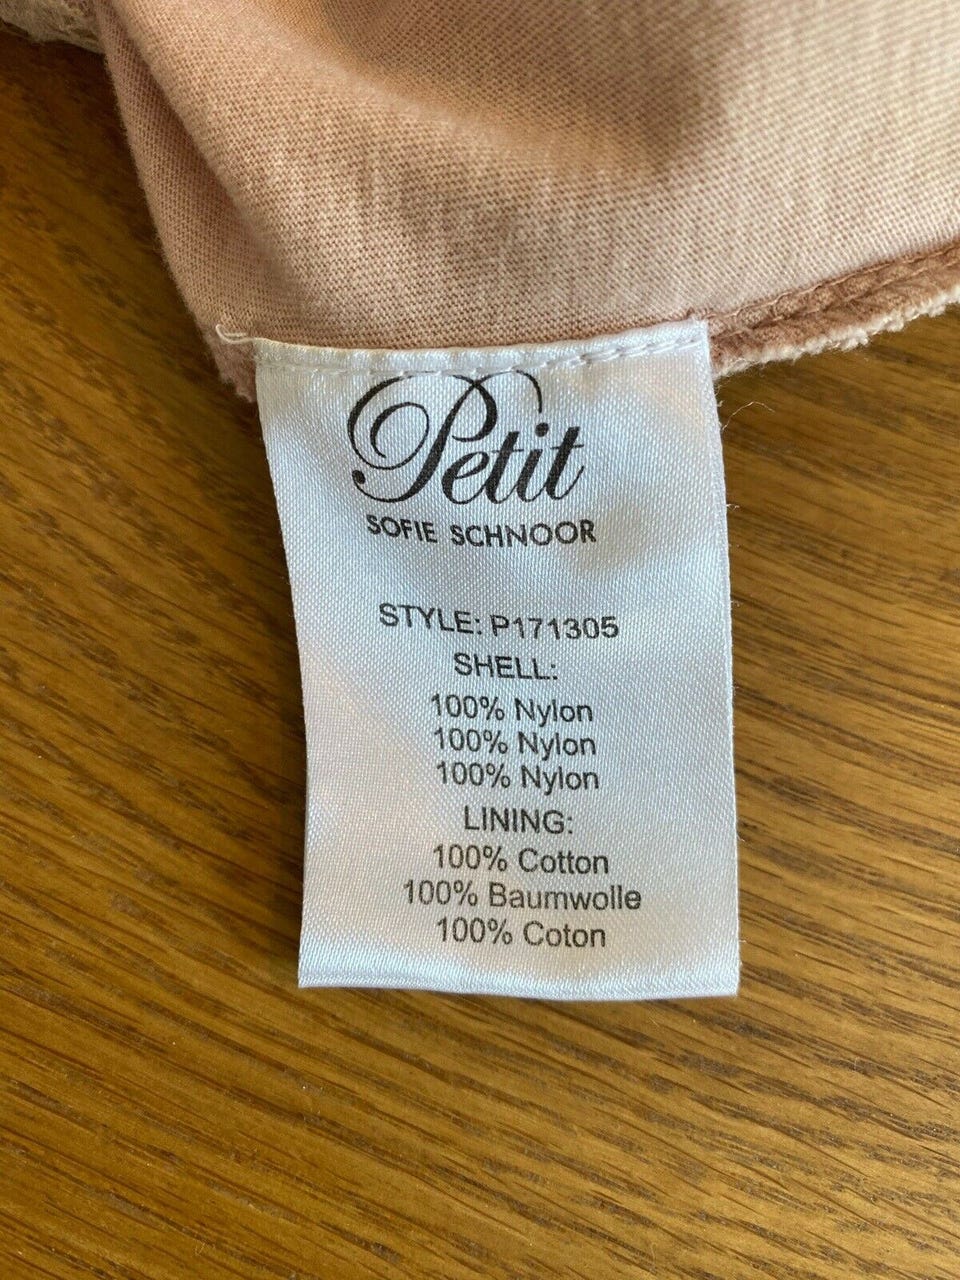 Petit
SOFIE SCHNOOR
STYLE: P171305
SHELL:
100% Nylon
100% Nylon
100% Nylon
LINING:
100% Cotton
100% Baumwolle
100% Coton